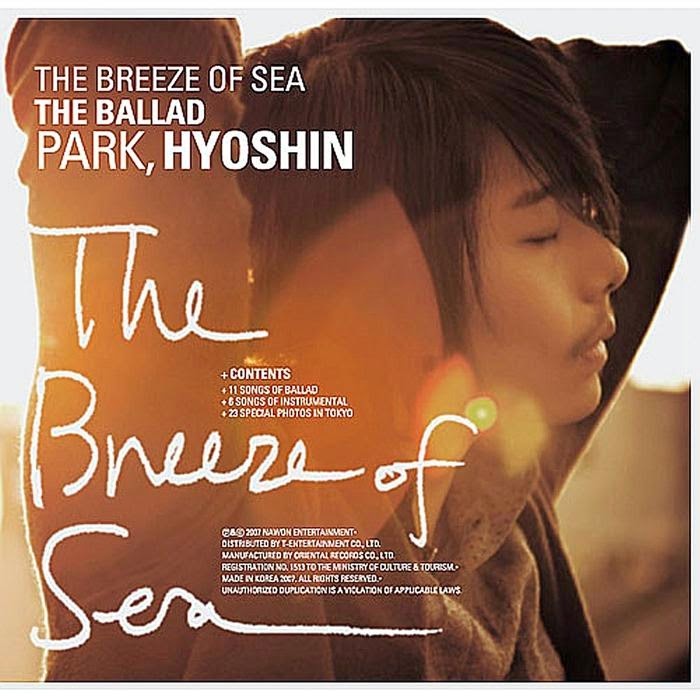 THE BREEZE OF SEA
THE BALLAD
PARK, HYOSHIN
The
Breeze of
Sea
+ CONTENTS
+ 11 SONGS OF BALLAD
+ 6 SONGS OF INSTRUMENTAL
+ 23 SPECIAL PHOTOS IN TOKYO
℗&© 2007 NAWON ENTERTAINMENT·
DISTRIBUTED BY T-ENTERTAINMENT CO., LTD.
MANUFACTURED BY ORIENTAL RECORDS CO., LTD.
REGISTRATION NO. 1513 TO THE MINISTRY OF CULTURE & TOURISM.·
MADE IN KOREA 2007. ALL RIGHTS RESERVED.·
UNAUTHORIZED DUPLICATION IS A VIOLATION OF APPLICABLE LAWS.